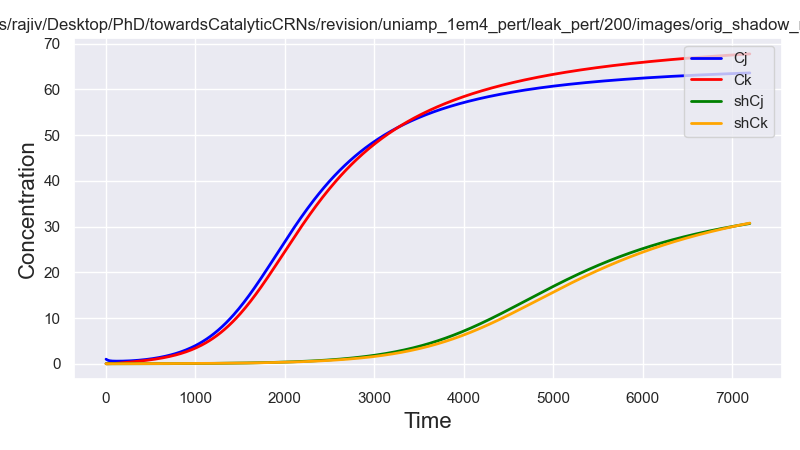 s/rajiv/Desktop/PhD/towardsCatalyticCRNs/revision/uniamp_1em4_pert/leak_pert/200/images/orig_shadow_
70
60
50
40
30
20
10
0
Concentration
Cj
Ck
shCj
shCk
0 1000 2000 3000 4000 5000 6000 7000
Time